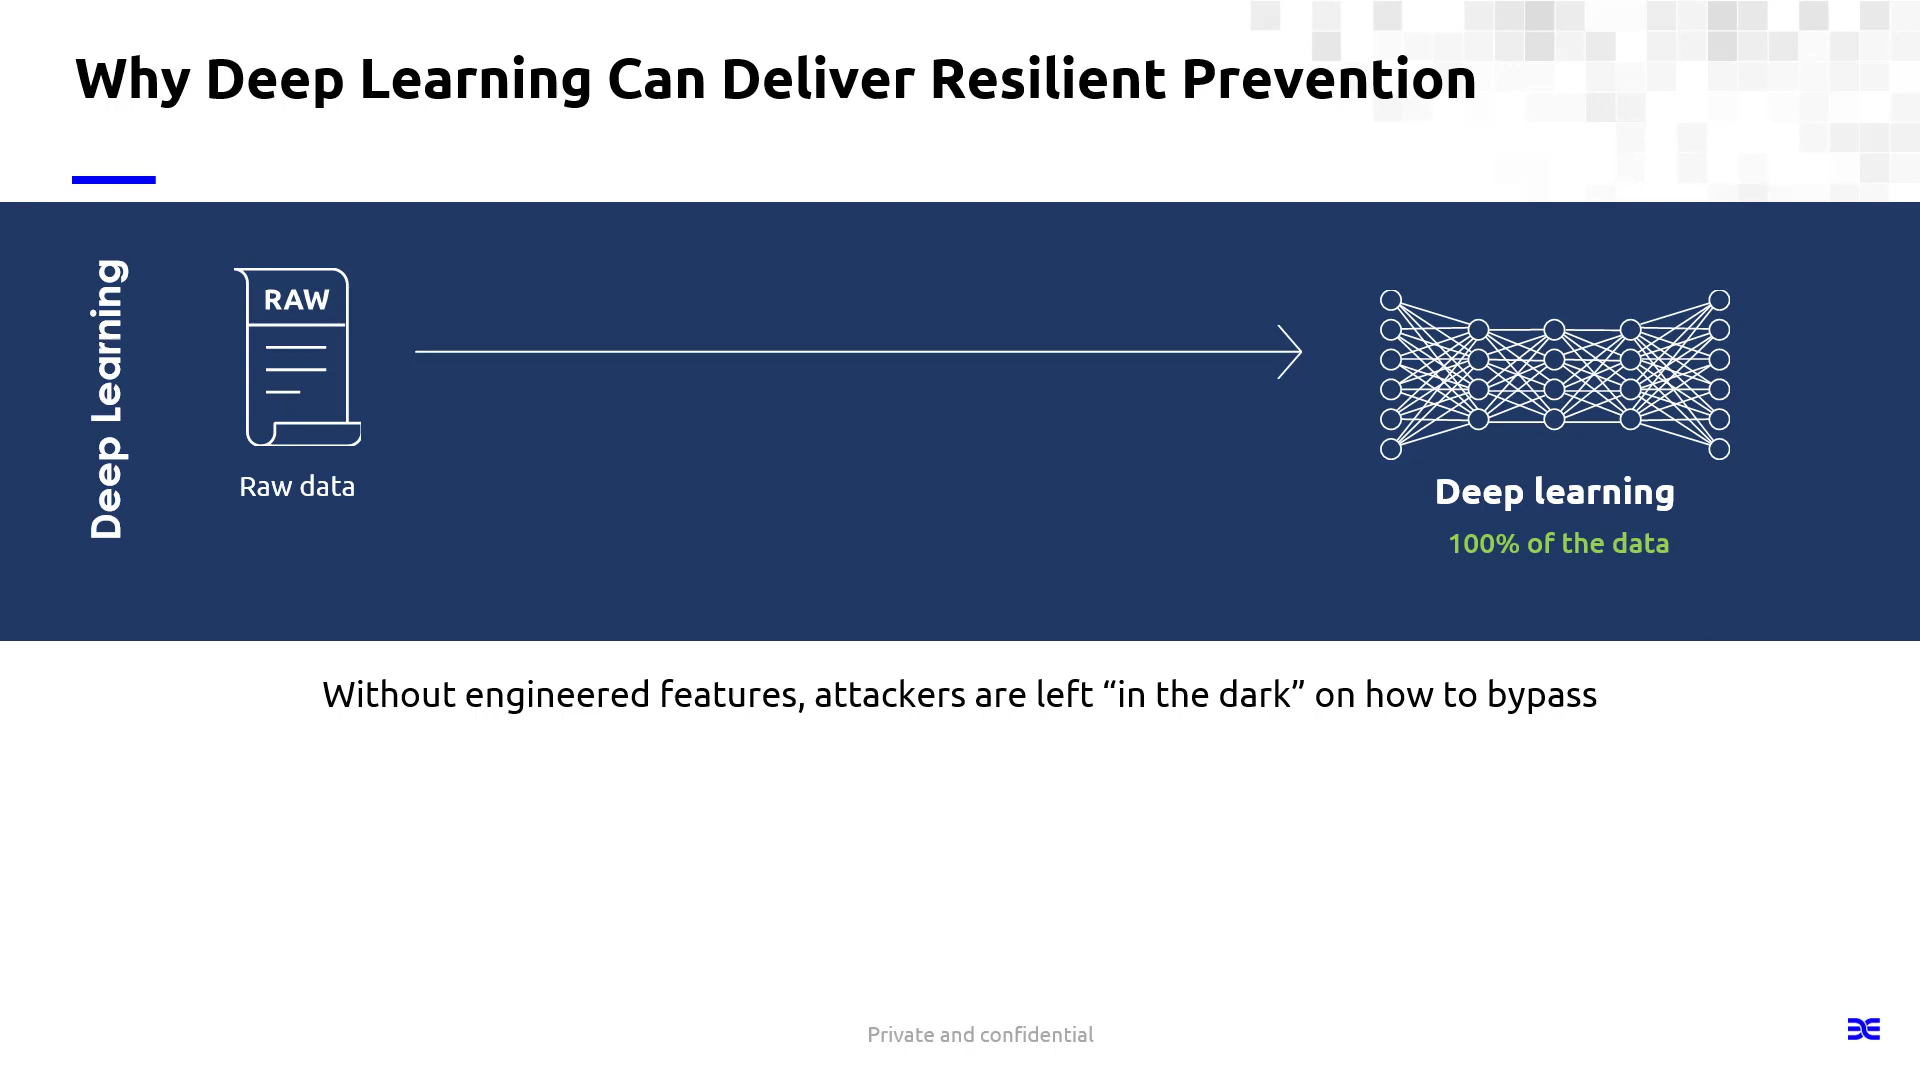 Why Deep Learning Can Deliver Resilient Prevention
Deep Learning
RAW
Raw data
Deep learning
100% of the data
Without engineered features, attackers are left “in the dark” on how to bypass
Private and confidential